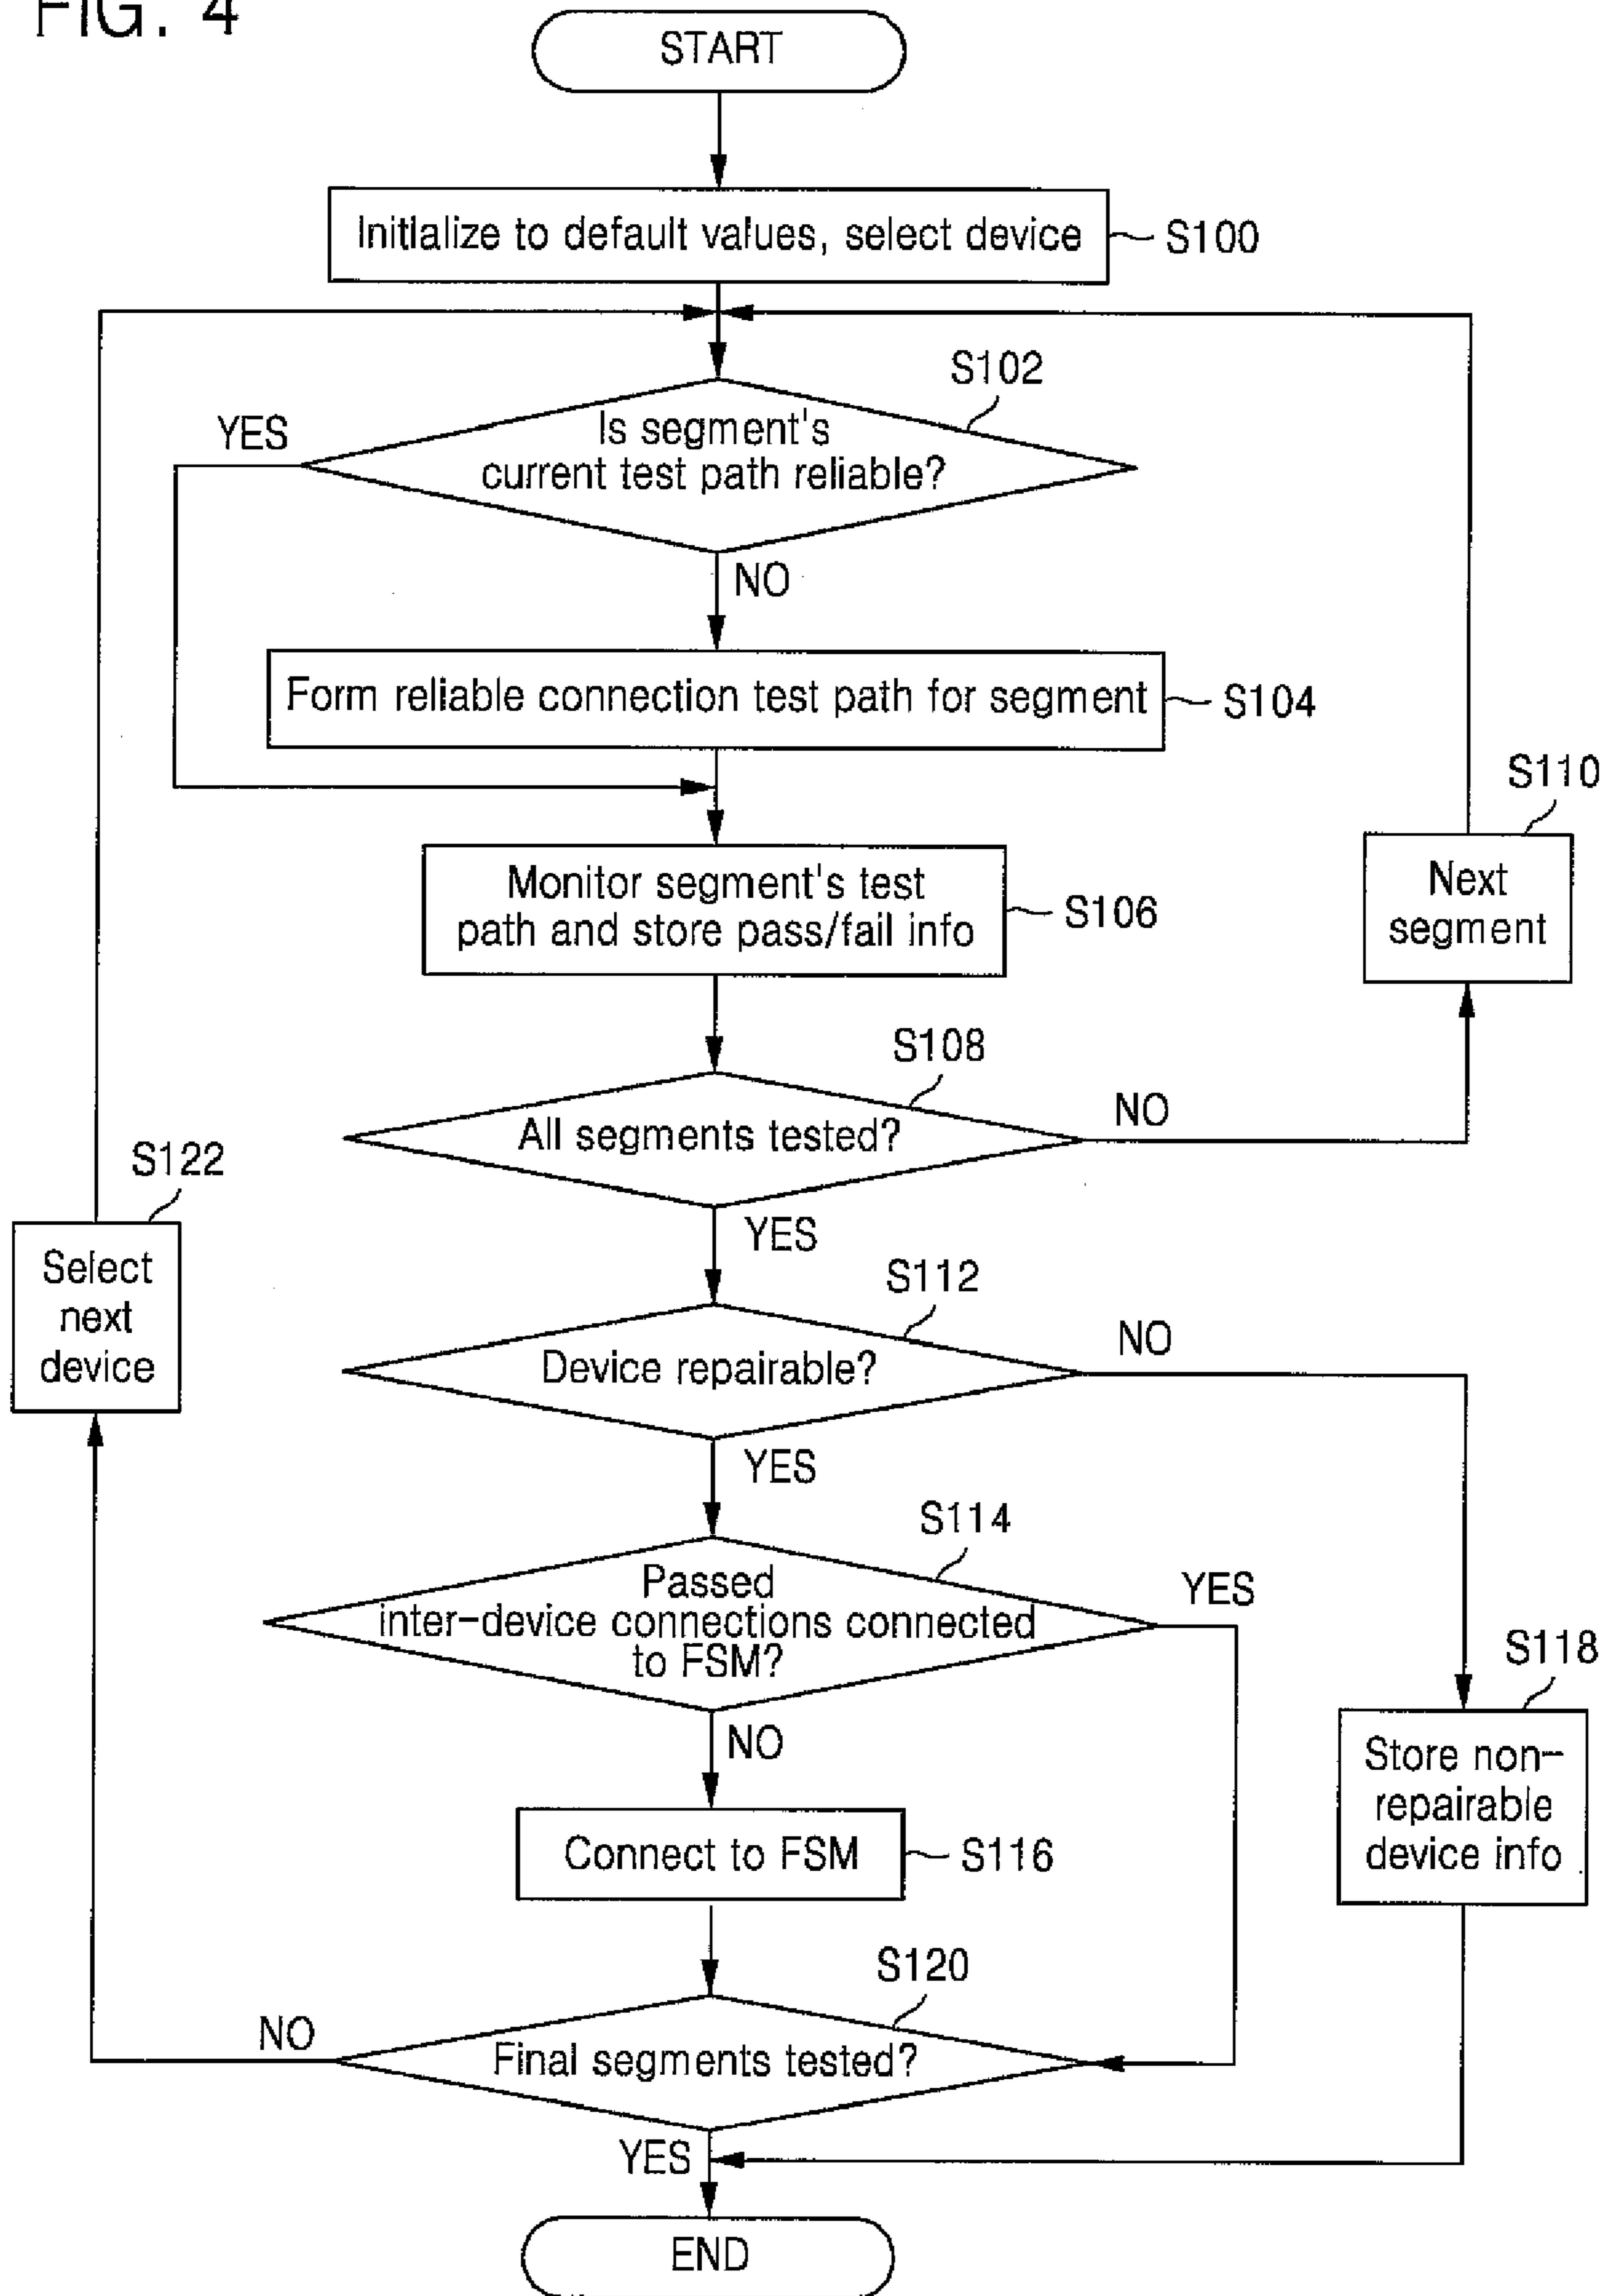 FIG. 4
START
Initialize to default values, select device
S100
S102
YES
Is segment's
current test path reliable?
NO
Form reliable connection test path for segment
S104
S110
Monitor segment's test
path and store pass/fail info
S106
Next
segment
S108
All segments tested?
NO
S122
YES
Select
next
device
S112
Device repairable?
NO
YES
S114
Passed
inter-device connections connected
to FSM?
YES
NO
S118
Store non-
repairable
device info
Connect to FSM
S116
S120
NO
Final segments tested?
YES
END